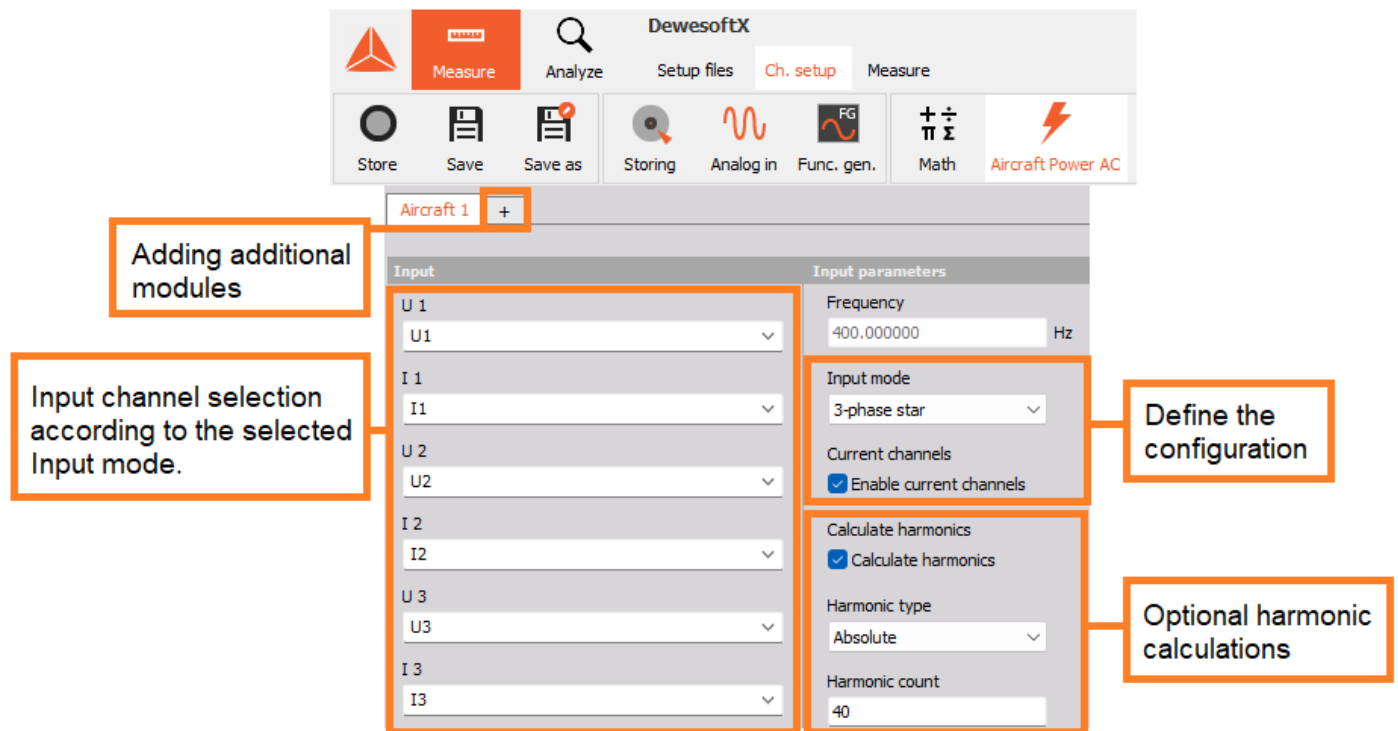 DewesoftX
Measure
Analyze
Setup files
Ch. setup
Measure
Store
Save
Save as
Storing
Analog in
FG
Func. gen.
+ ÷
π Σ
Math
Aircraft Power AC
Aircraft 1
+
Adding additional
modules
Input
Input parameters
U 1
U1
I 1
I1
U 2
U2
I 2
I2
U 3
U3
I 3
I3
Frequency
400.000000 Hz
Input mode
3-phase star
Current channels
Enable current channels
Calculate harmonics
Calculate harmonics
Harmonic type
Absolute
Harmonic count
40
Input channel selection
according to the selected
Input mode.
Define the
configuration
Optional harmonic
calculations